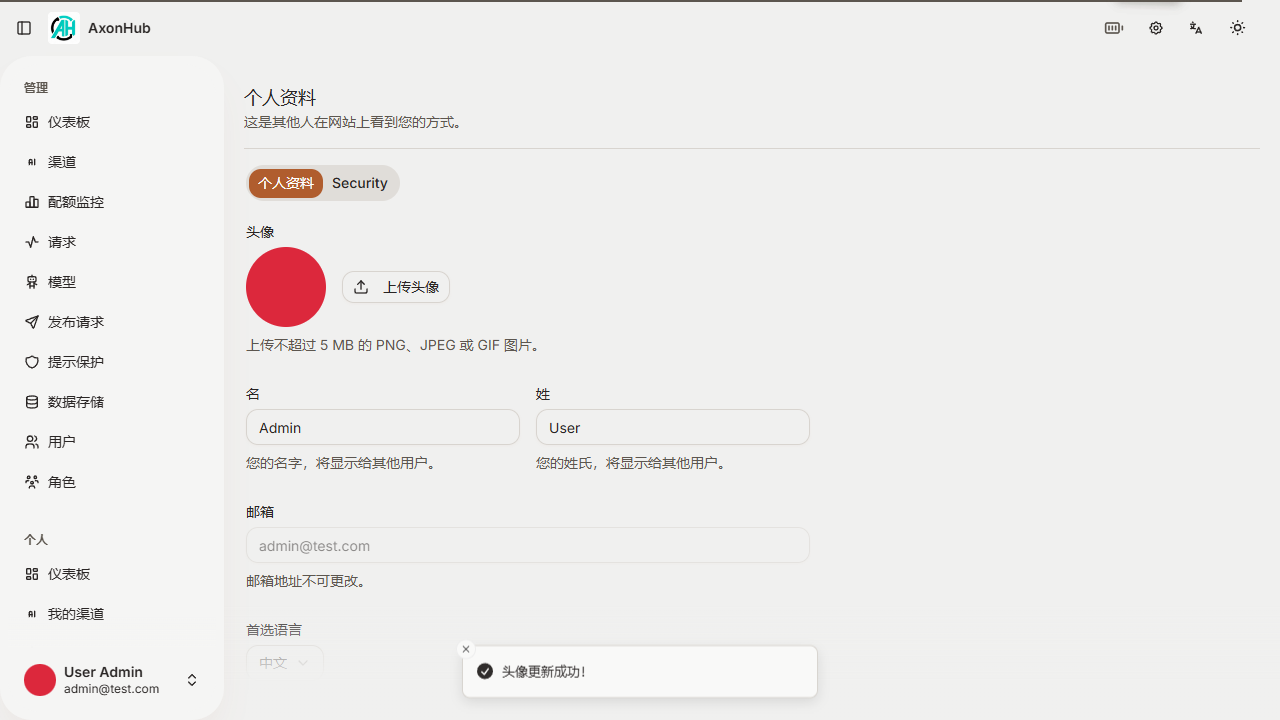 AxonHub
管理
仪表板
渠道
配额监控
请求
模型
发布请求
提示保护
数据存储
用户
角色
个人
仪表板
我的渠道
User Admin
admin@test.com
个人资料
这是其他人在网站上看到您的方式。
个人资料
Security
头像
上传头像
上传不超过 5 MB 的 PNG、JPEG 或 GIF 图片。
名
姓
Admin
User
您的名字，将显示给其他用户。
您的姓氏，将显示给其他用户。
邮箱
admin@test.com
邮箱地址不可更改。
首选语言
中文
头像更新成功！